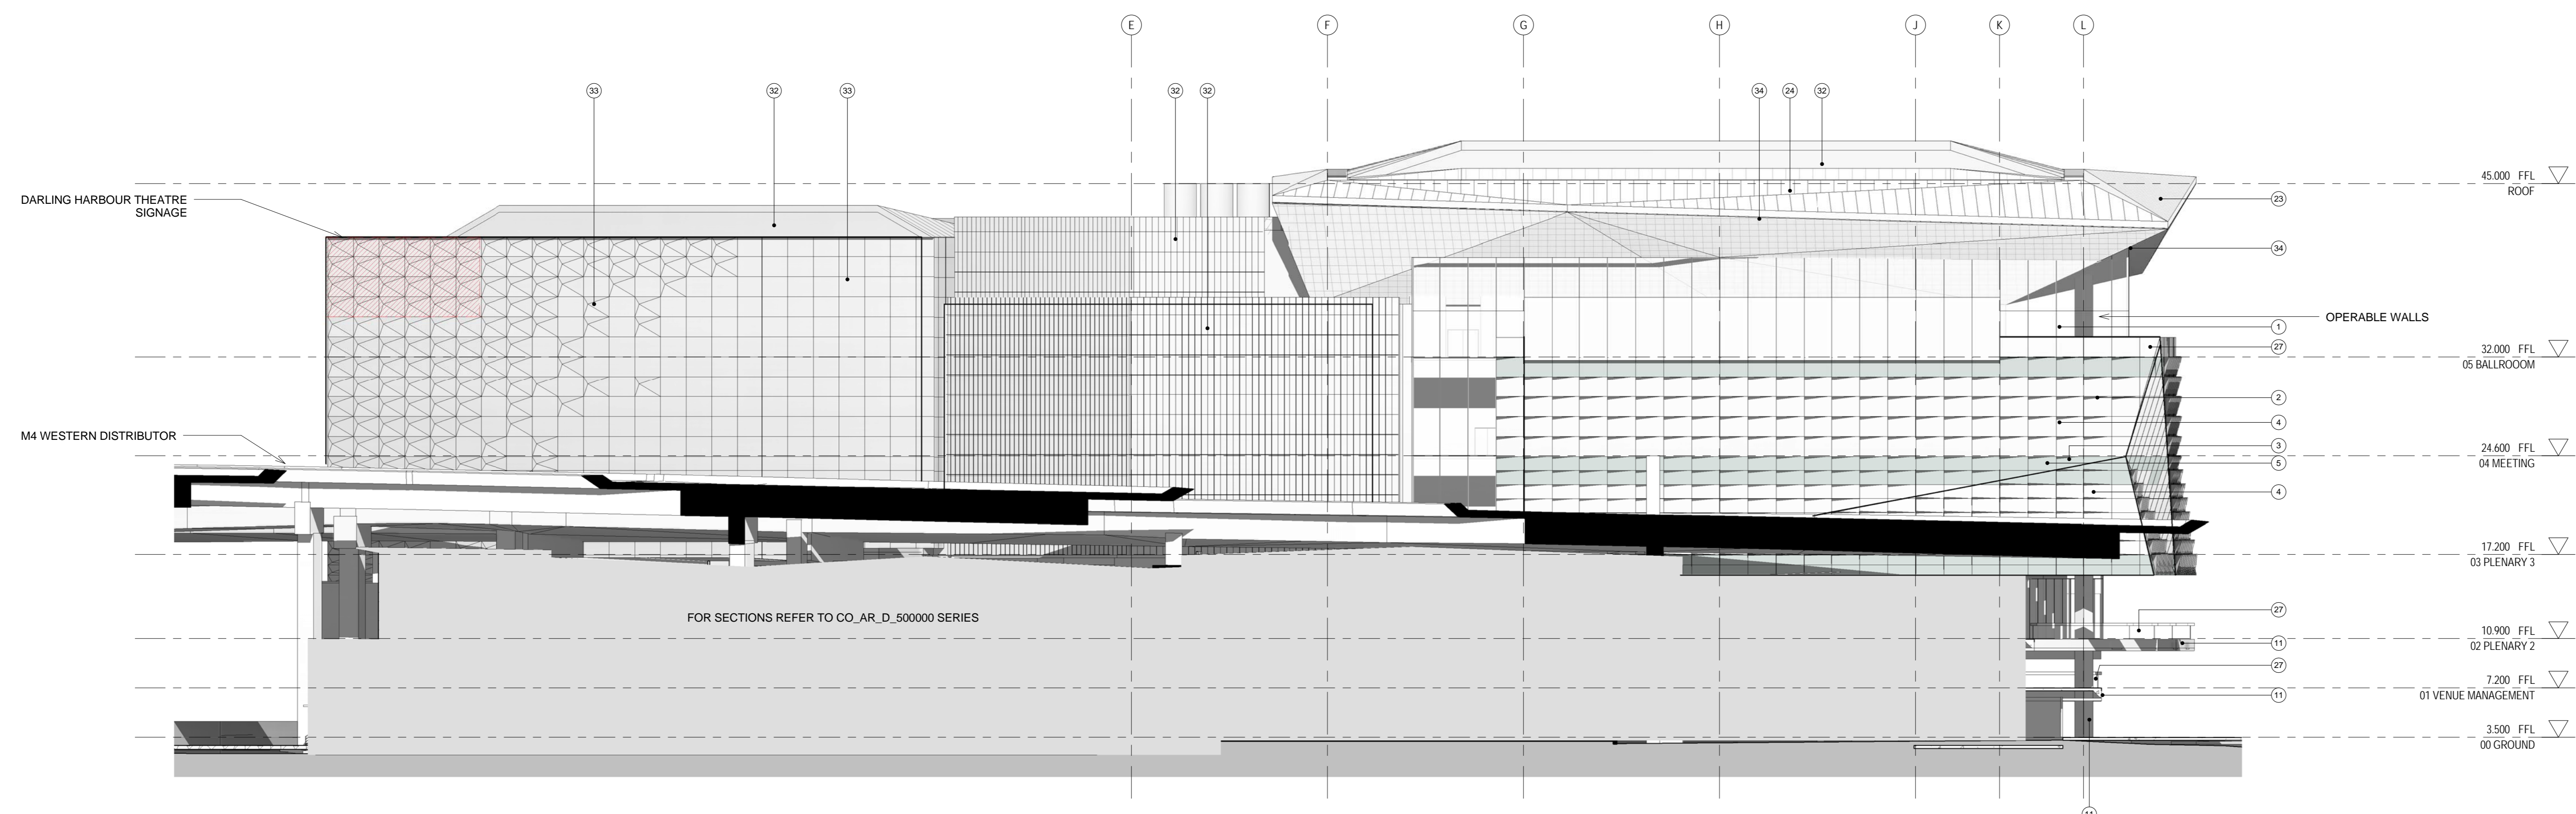 E F G H J K L
33 32 33 32 32 34 24 32
45.000 FFL
ROOF
DARLING HARBOUR THEATRE
SIGNAGE
23
34
OPERABLE WALLS
1
27
32.000 FFL
05 BALLROOOM
2
4
M4 WESTERN DISTRIBUTOR
3
24.600 FFL
04 MEETING
5
4
17.200 FFL
03 PLENARY 3
FOR SECTIONS REFER TO CO_AR_D_500000 SERIES
27
10.900 FFL
02 PLENARY 2
11
27
7.200 FFL
01 VENUE MANAGEMENT
11
3.500 FFL
00 GROUND
11